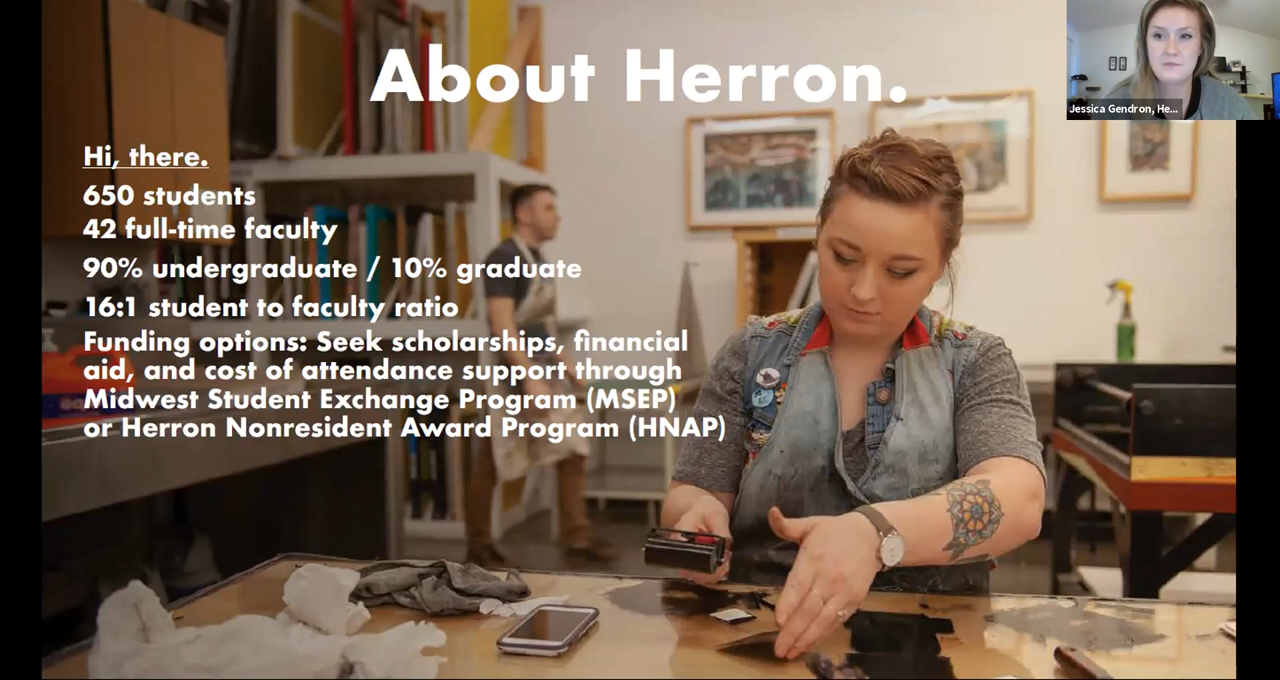 About Herron.
Jessica Gendron, He...
Hi, there.
650 students
42 full-time faculty
90% undergraduate / 10% graduate
16:1 student to faculty ratio
Funding options: Seek scholarships, financial
aid, and cost of attendance support through
Midwest Student Exchange Program (MSEP)
or Herron Nonresident Award Program (HNAP)